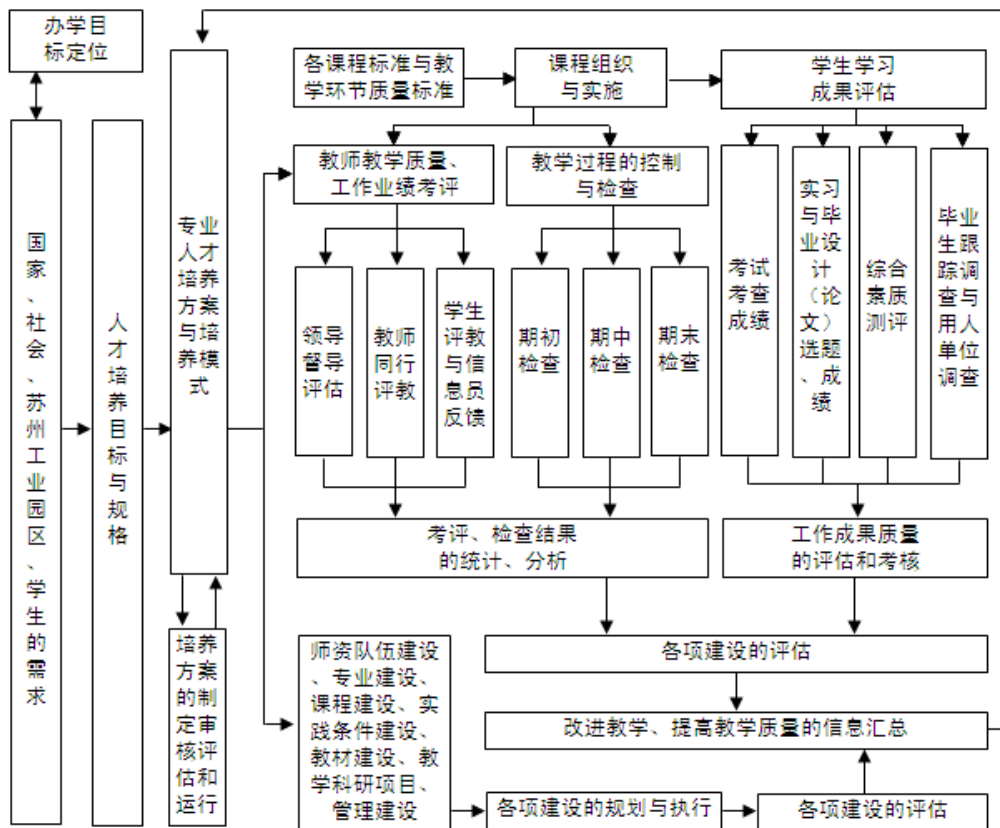 办学目
标定位
国家、社会、苏州工业园区、学生的需求
人才培养目标与规格
专业
人才
培养
方案
与培
养模
式
培养
方案
的制
定审
核评
估和
运行
各课程标准与教
学环节质量标准
课程组织
与实施
学生学习
成果评估
教师教学质量、
工作业绩考评
教学过程的控制
与检查
领导
督导
评估
教师
同行
评教
学生
评教
与信
息员
反馈
期初
检查
期中
检查
期末
检查
考试
考查
成绩
实习
与毕
业设
计
（论
文）
选题
、成
绩
综合
素质
测评
毕业
生跟
踪调
查与
用人
单位
调查
考评、检查结果
的统计、分析
工作成果质量
的评估和考核
师资队伍建设
、专业建设、
课程建设、实
践条件建设、
教材建设、教
学科研项目、
管理建设
各项建设的评估
改进教学、提高教学质量的信息汇总
各项建设的规划与执行
各项建设的评估